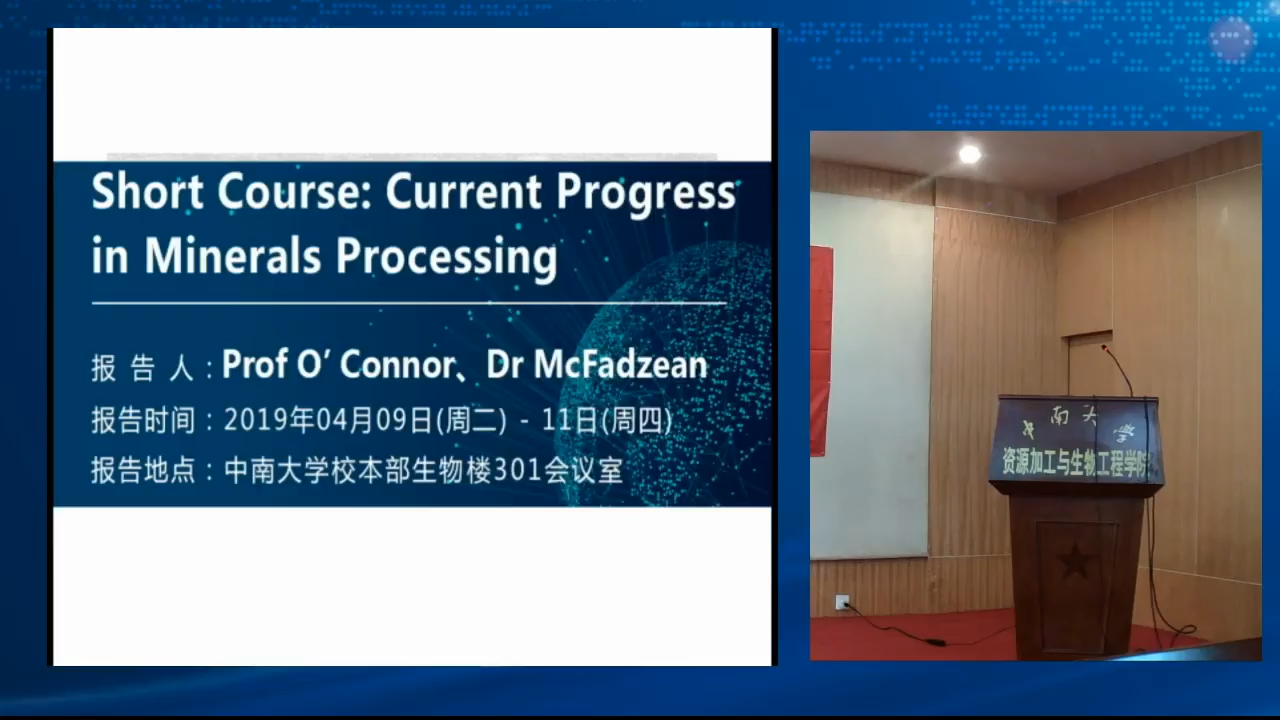 Short Course: Current Progress
in Minerals Processing
报 告 人：Prof O’ Connor、Dr McFadzean
报告时间：2019年04月09日(周二) - 11日(周四)
报告地点：中南大学校本部生物楼301会议室
中南大学
资源加工与生物工程学院